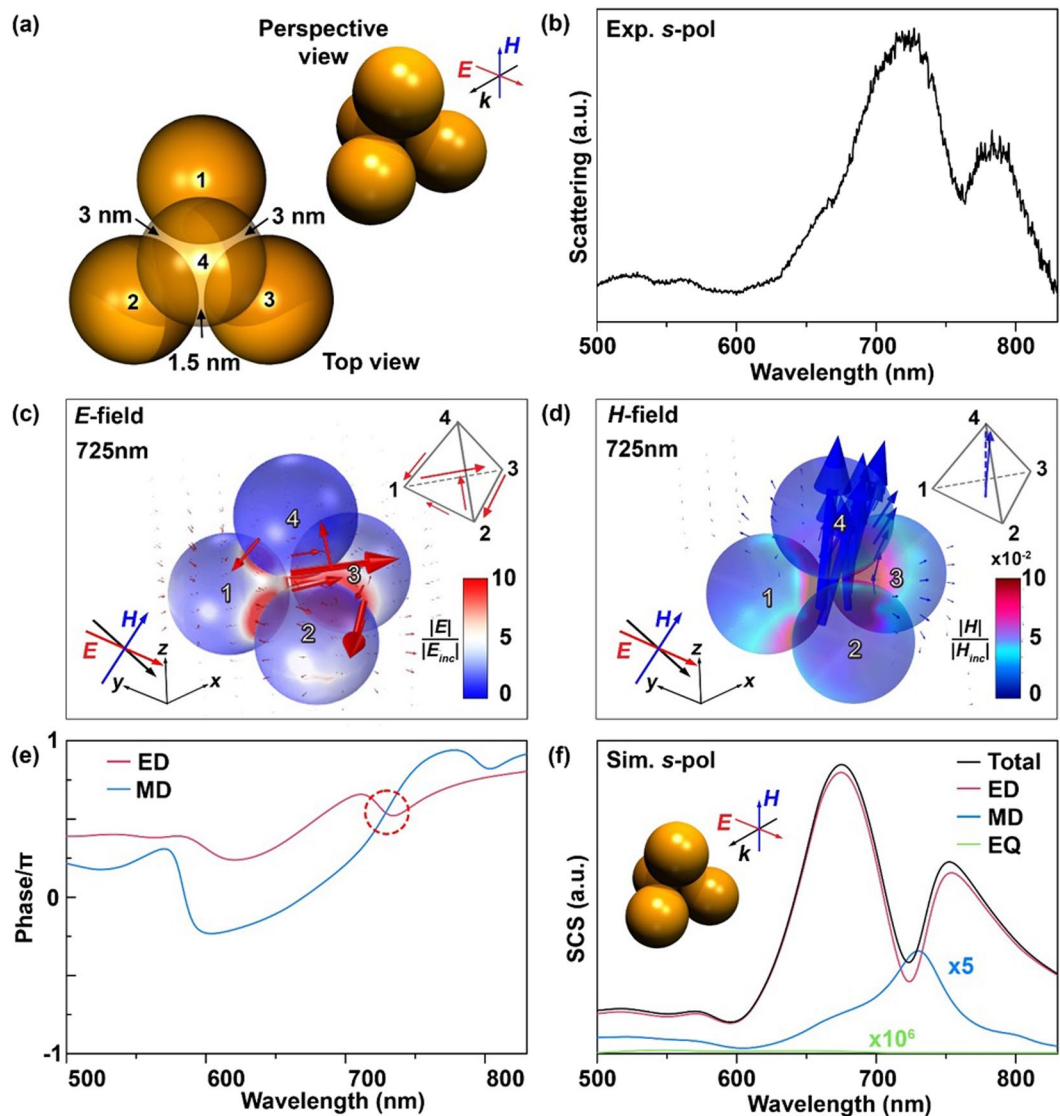 (a)
Perspective
view
H
E
k
1
3 nm
3 nm
4
2
3
1.5 nm
Top view
(b)
Exp. s-pol
Scattering (a.u.)
500
600
700
800
Wavelength (nm)
(c)
E-field
725nm
4
1
3
2
4
1
3
2
10
5
0
|E|
|Einc|
H
E
z
y
x
(d)
H-field
725nm
4
1
3
2
x10-2
4
1
3
2
10
5
0
|H|
|Hinc|
H
E
z
y
x
(e)
ED
MD
Phase/π
1
0
-1
500
600
700
800
Wavelength (nm)
(f)
Sim. s-pol
Total
ED
MD
EQ
H
E
k
SCS (a.u.)
x5
x10⁶
500
600
700
800
Wavelength (nm)